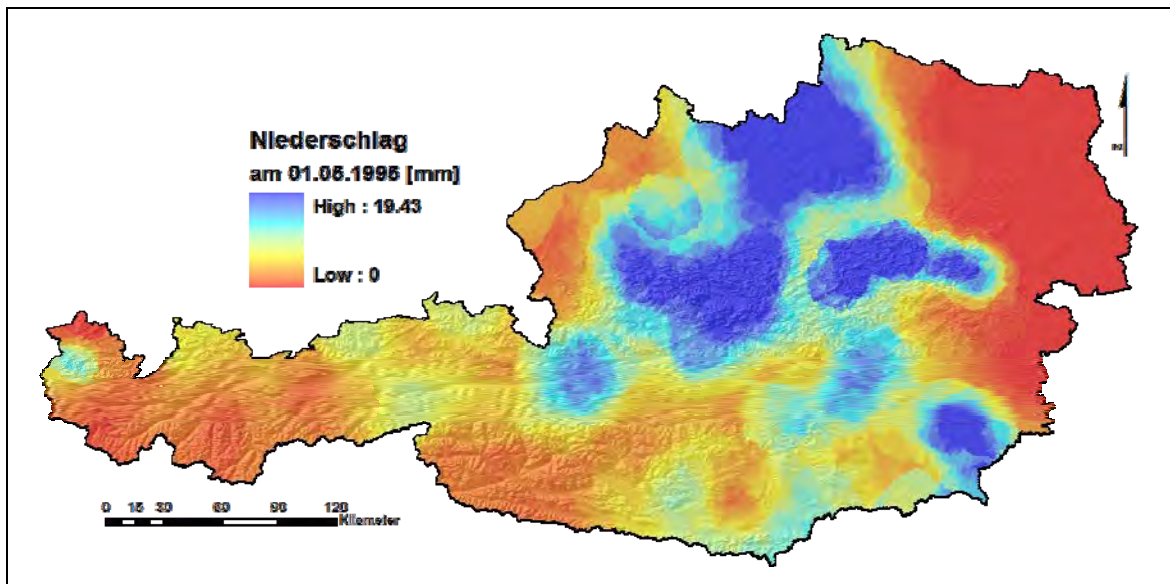 Niederschlag
am 01.05.1995 [mm]
High : 19.43
Low : 0
N
0 15 30 60 90 120
Kilometer